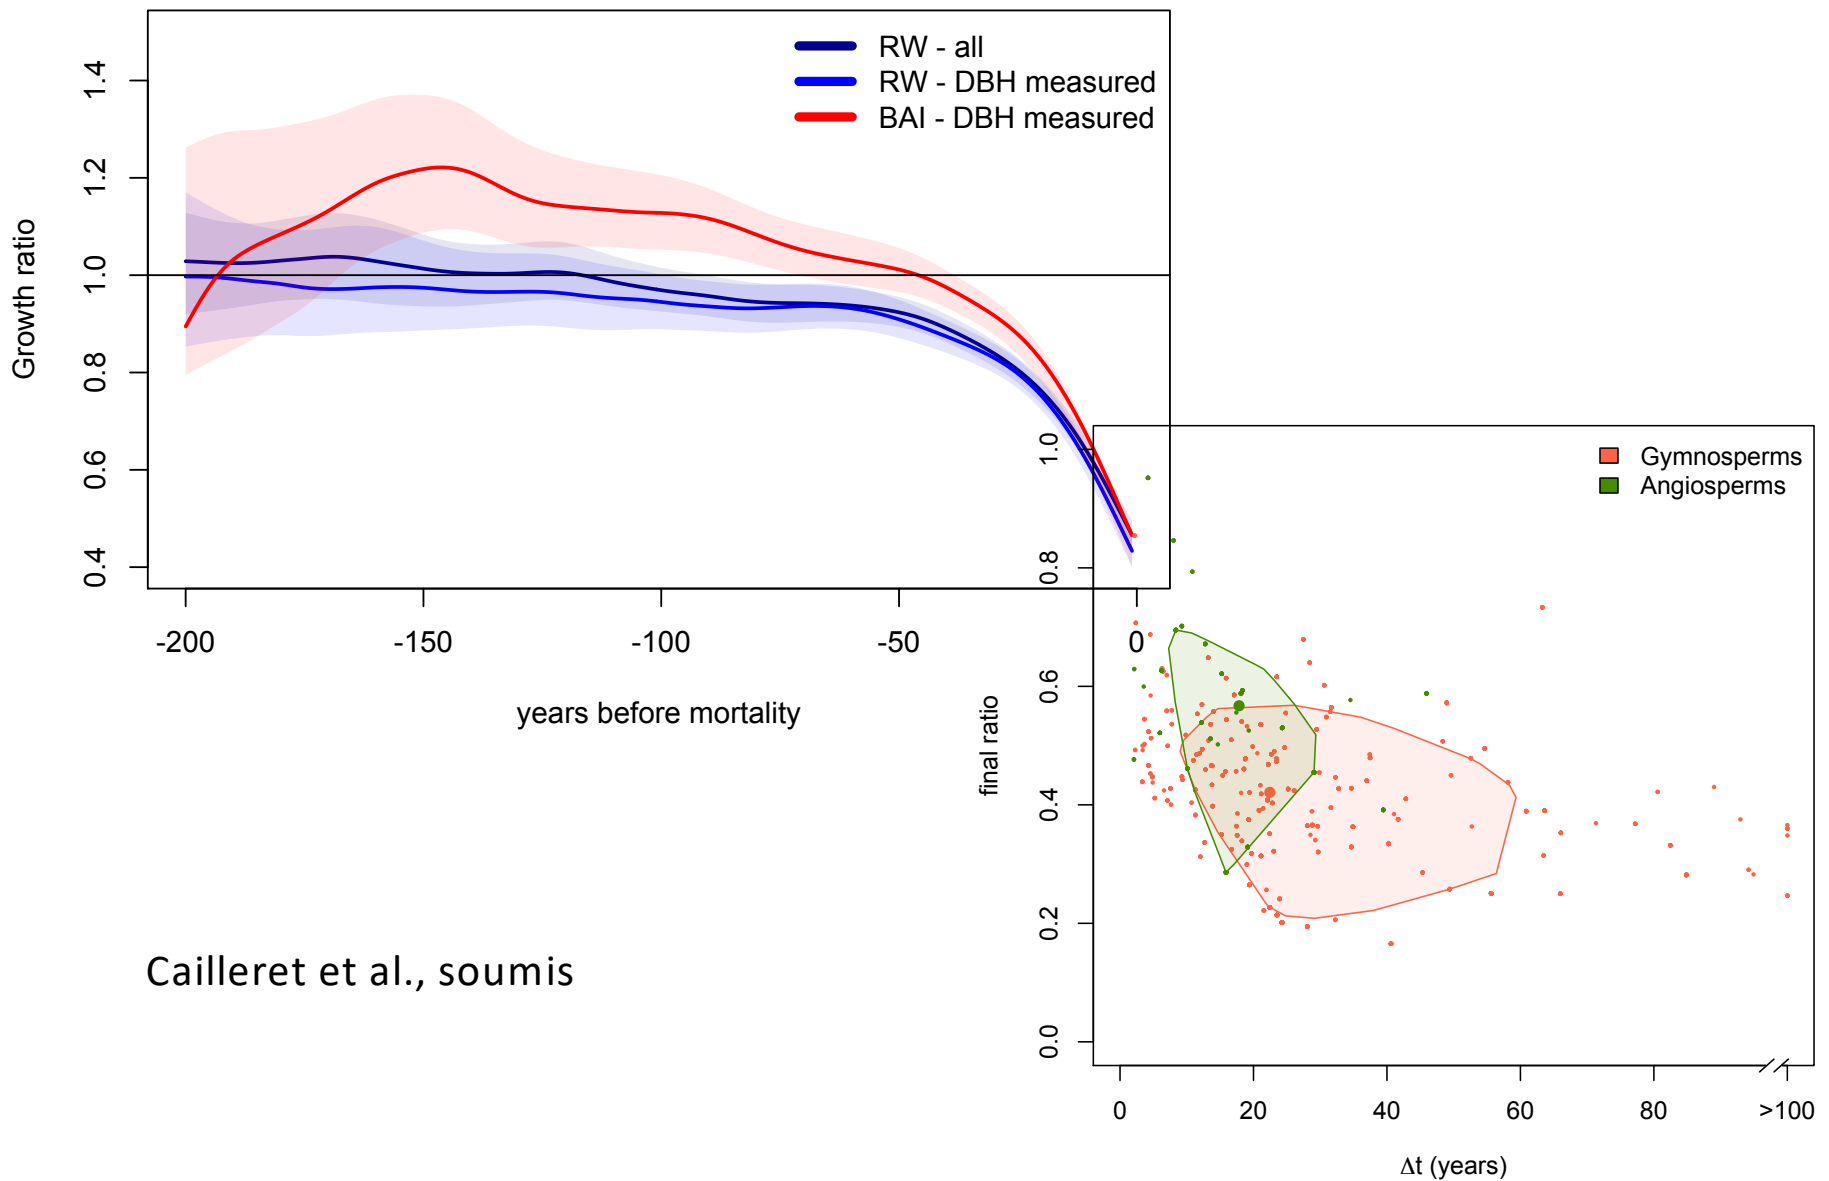 RW - all
RW - DBH measured
BAI - DBH measured
Growth ratio
1.4
1.2
1.0
0.8
0.6
0.4
-200 -150 -100 -50 0
years before mortality
Gymnosperms
Angiosperms
final ratio
1.0
0.8
0.6
0.4
0.2
0.0
0 20 40 60 80 >100
Δt (years)
Cailleret et al., soumis